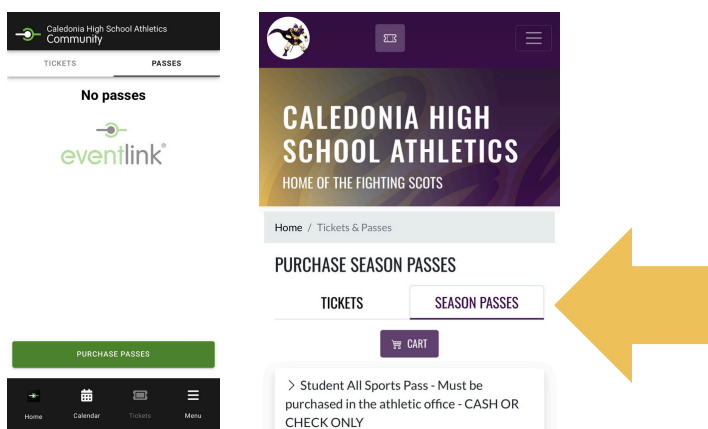 Caledonia High School Athletics
Community
TICKETS
PASSES
No passes
eventlink®
PURCHASE PASSES
Home
Calendar
Tickets
Menu
CALEDONIA HIGH
SCHOOL ATHLETICS
HOME OF THE FIGHTING SCOTS
Home / Tickets & Passes
PURCHASE SEASON PASSES
TICKETS
SEASON PASSES
CART
> Student All Sports Pass - Must be
purchased in the athletic office - CASH OR
CHECK ONLY